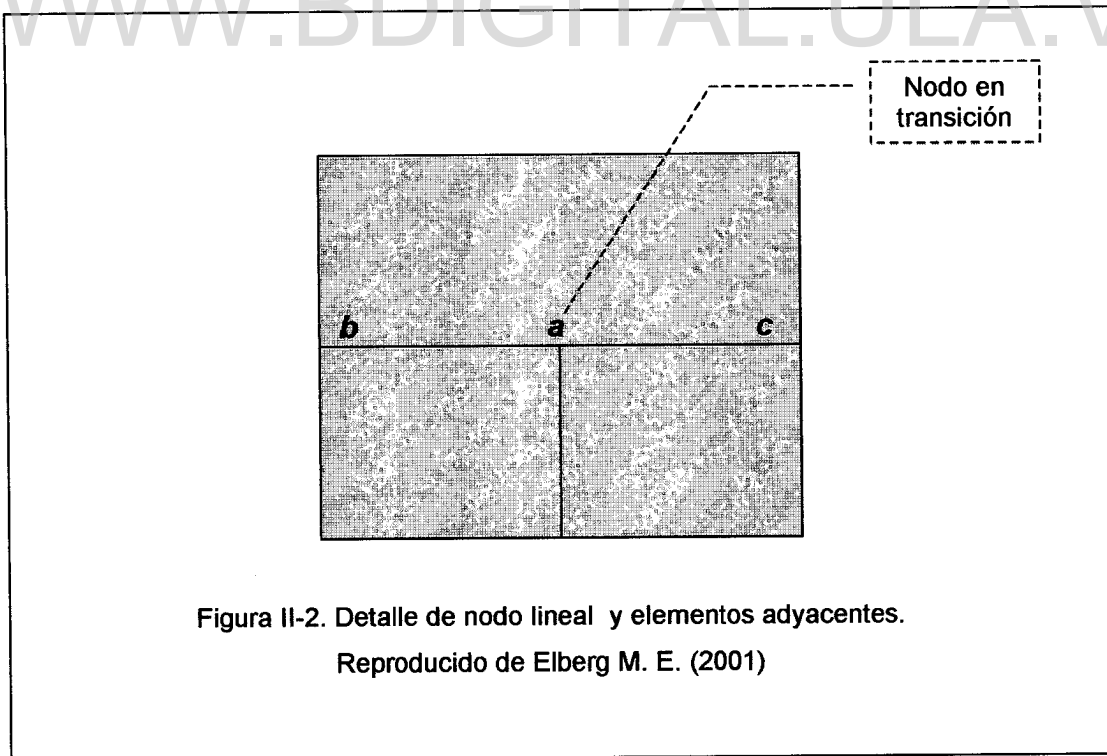 WWW.BDIGITAL.ULA.V
Nodo en
transición
b a c
Figura II-2. Detalle de nodo lineal y elementos adyacentes.
Reproducido de Elberg M. E. (2001)